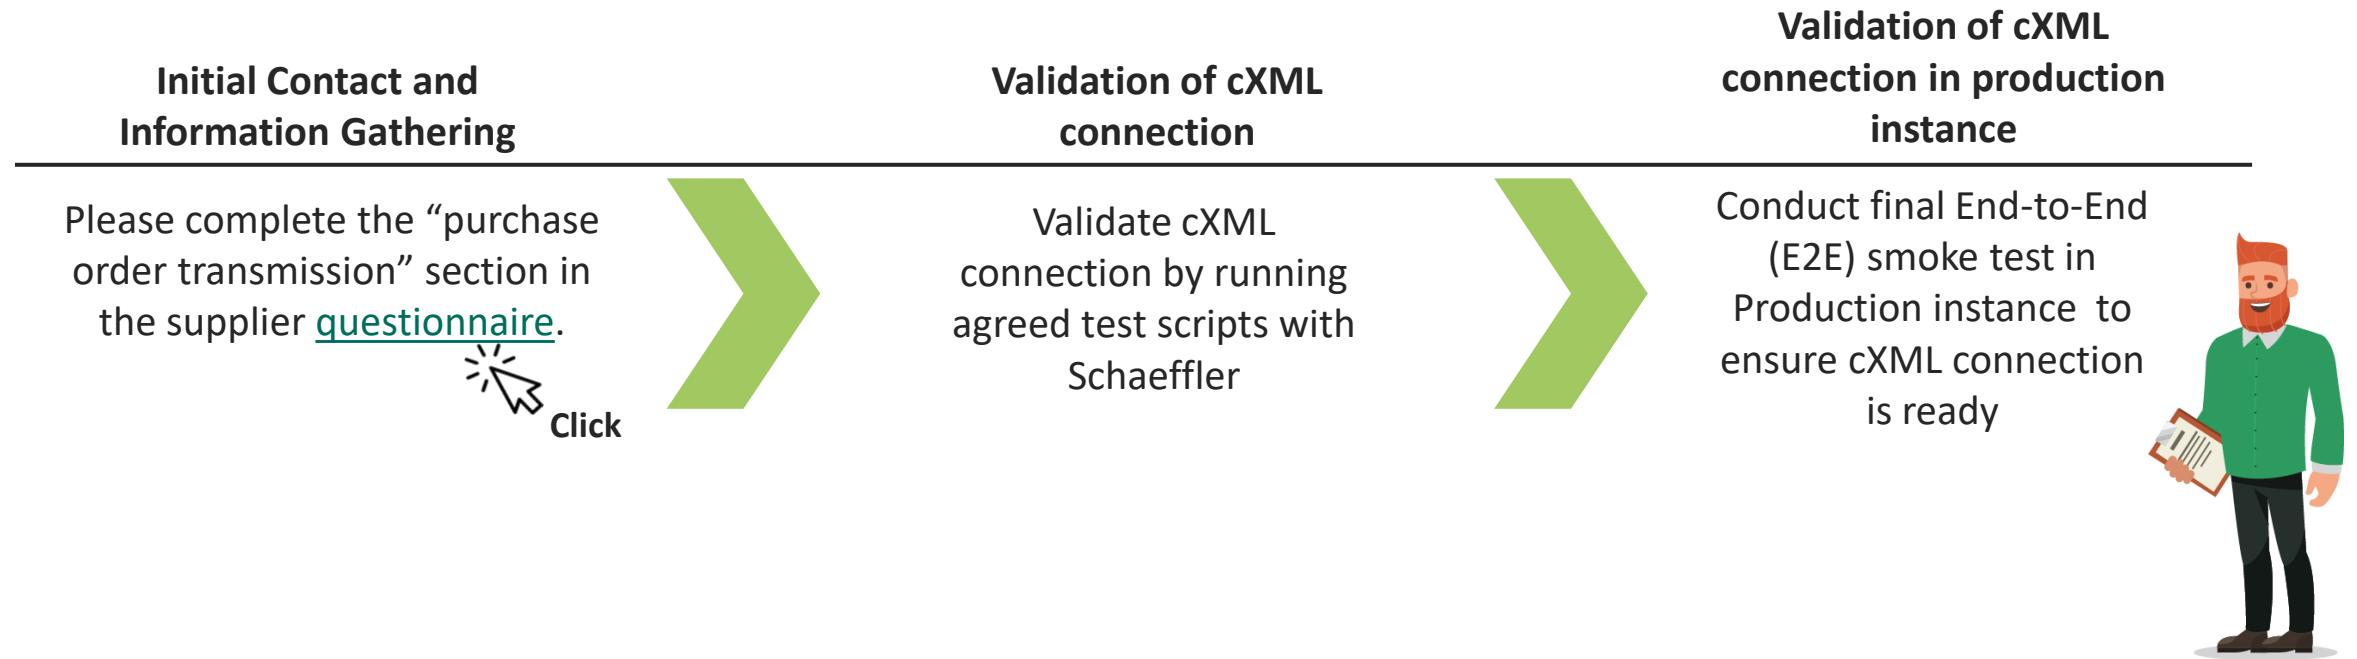 Initial Contact and
Information Gathering
Please complete the “purchase
order transmission” section in
the supplier questionnaire.
Click
Validation of cXML
connection
Validate cXML
connection by running
agreed test scripts with
Schaeffler
Validation of cXML
connection in production
instance
Conduct final End-to-End
(E2E) smoke test in
Production instance  to
ensure cXML connection
is ready